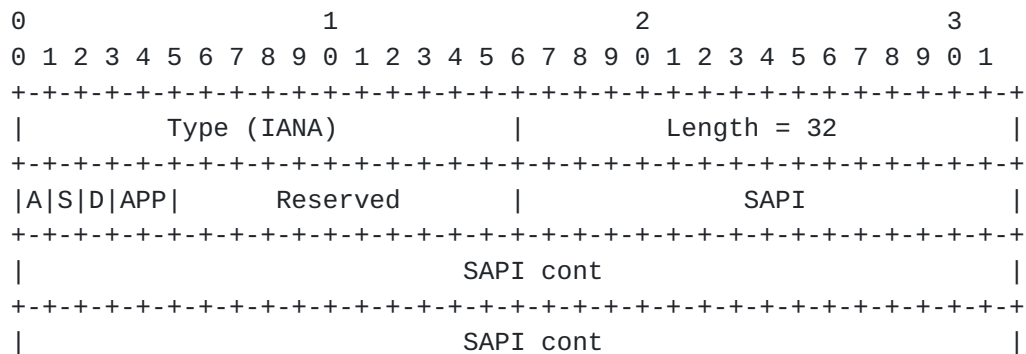 0                   1                   2                   3
0 1 2 3 4 5 6 7 8 9 0 1 2 3 4 5 6 7 8 9 0 1 2 3 4 5 6 7 8 9 0 1
+-+-+-+-+-+-+-+-+-+-+-+-+-+-+-+-+-+-+-+-+-+-+-+-+-+-+-+-+-+-+-+-+
|         Type (IANA)           |         Length = 32           |
+-+-+-+-+-+-+-+-+-+-+-+-+-+-+-+-+-+-+-+-+-+-+-+-+-+-+-+-+-+-+-+-+
|A|S|D|APP|      Reserved       |              SAPI             |
+-+-+-+-+-+-+-+-+-+-+-+-+-+-+-+-+-+-+-+-+-+-+-+-+-+-+-+-+-+-+-+-+
|                            SAPI cont                          |
+-+-+-+-+-+-+-+-+-+-+-+-+-+-+-+-+-+-+-+-+-+-+-+-+-+-+-+-+-+-+-+-+
|                            SAPI cont                          |